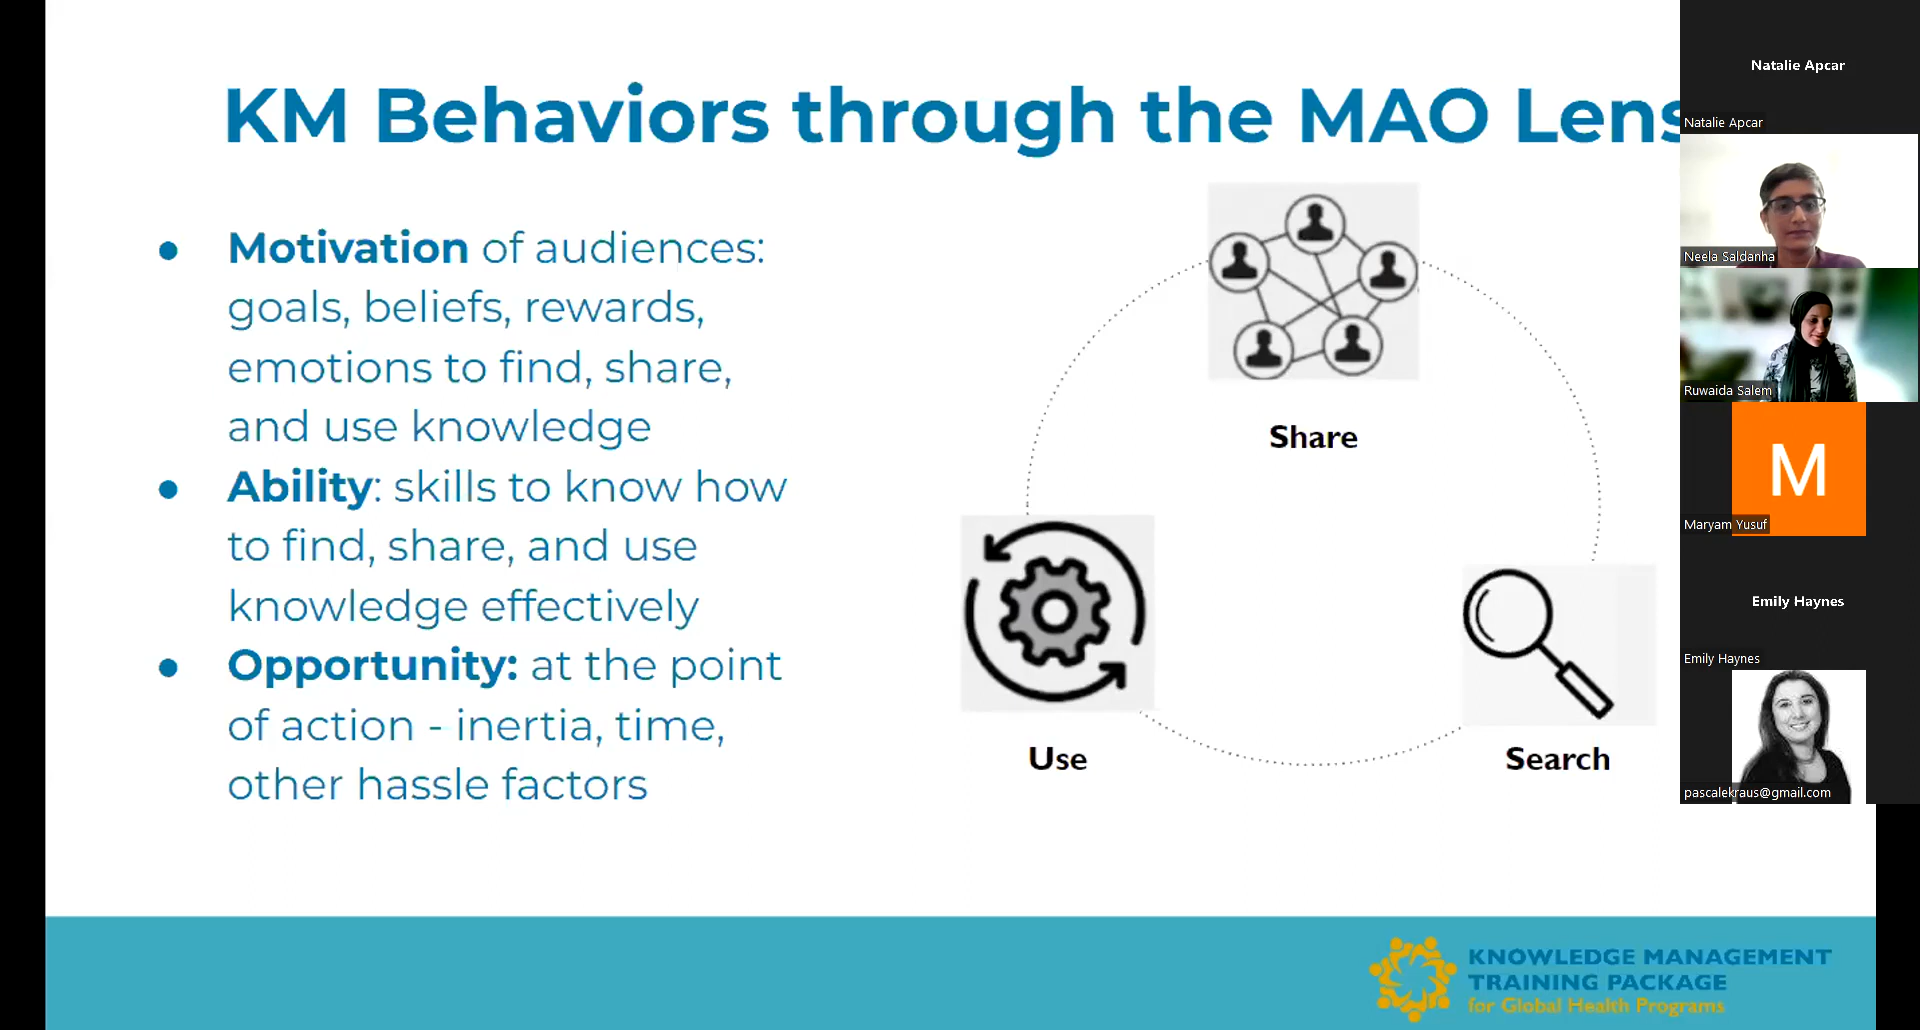 KM Behaviors through the MAO Lens
● Motivation of audiences:
goals, beliefs, rewards,
emotions to find, share,
and use knowledge
● Ability: skills to know how
to find, share, and use
knowledge effectively
● Opportunity: at the point
of action - inertia, time,
other hassle factors
Share
Use
Search
KNOWLEDGE MANAGEMENT
TRAINING PACKAGE
for Global Health Programs
Natalie Apcar
Natalie Apcar
Neela Saldanha
Ruwaida Salem
M
Maryam Yusuf
Emily Haynes
Emily Haynes
pascalekraus@gmail.com